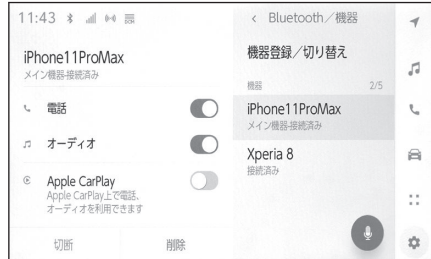 11:43
iPhone11ProMax
メイン機器-接続済み
電話
オーディオ
Apple CarPlay
Apple CarPlay上で電話、
オーディオを利用できます
切断
削除
< Bluetooth／機器
機器登録／切り替え
機器
2/5
iPhone11ProMax
メイン機器-接続済み
Xperia 8
接続済み